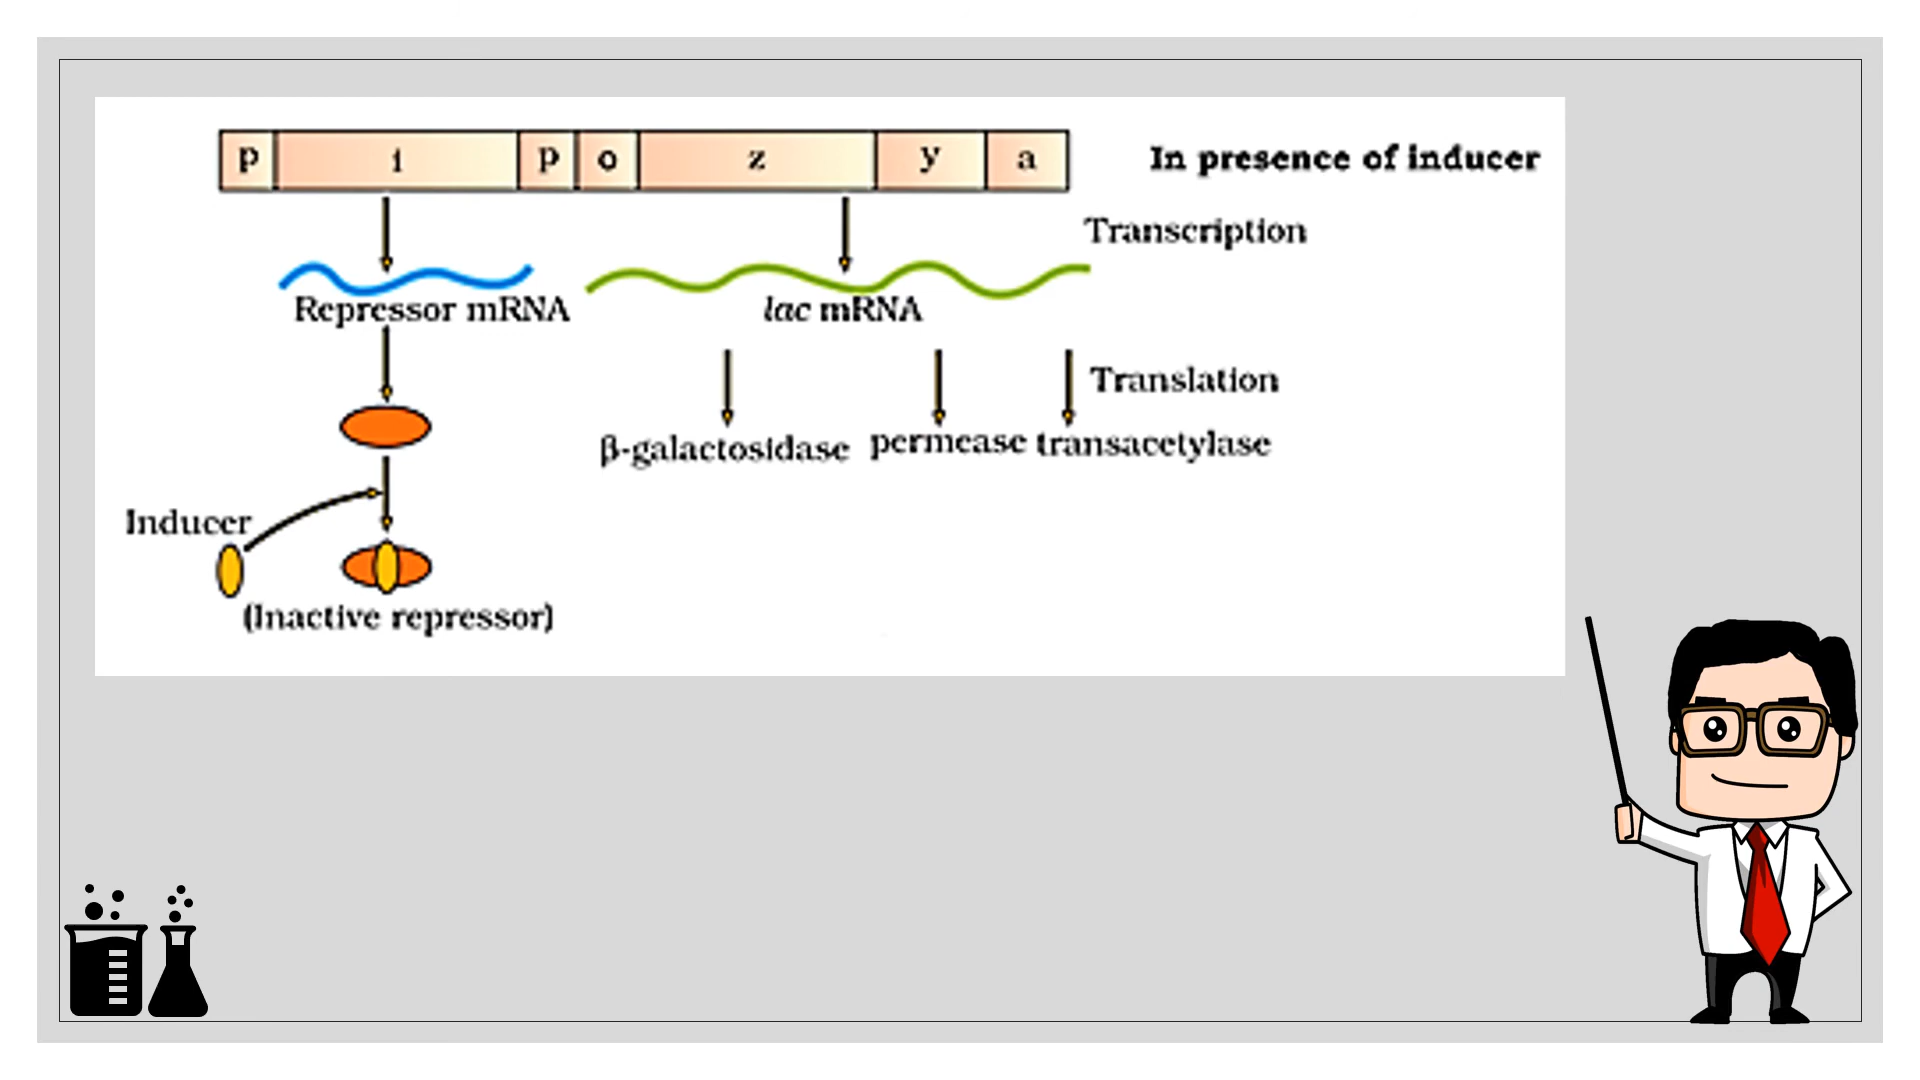 p i p o z y a
In presence of inducer
Transcription
Repressor mRNA
lac mRNA
Translation
β-galactosidase permease transacetylase
Inducer
(Inactive repressor)